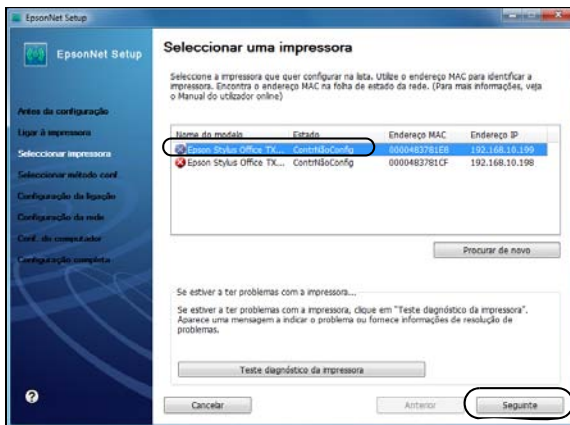 EpsonNet Setup
EpsonNet Setup
Seleccionar uma impressora
Seleccione a impressora que quer configurar na lista. Utilize o endereço MAC para identificar a
impressora. Encontra o endereço MAC na folha de estado da rede. (Para mais informações, veja
o Manual do utilizador online)
Antes da configuração
Ligar à impressora
Seleccionar impressora
Seleccionar método conf.
Configuração da ligação
Configuração da rede
Conf. do computador
Configuração completa
Nome do modelo Estado Endereço MAC Endereço IP
Epson Stylus Office TX... ContrNãoConfig 0000483781E8 192.168.10.199
Epson Stylus Office TX... ContrNãoConfig 0000483781CF 192.168.10.198
Procurar de novo
Se estiver a ter problemas com a impressora...
Se estiver a ter problemas com a impressora, clique em "Teste diagnóstico da impressora".
Aparece uma mensagem a indicar o problema ou fornece informações de resolução de
problemas.
Teste diagnóstico da impressora
?
Cancelar Anterior Seguinte